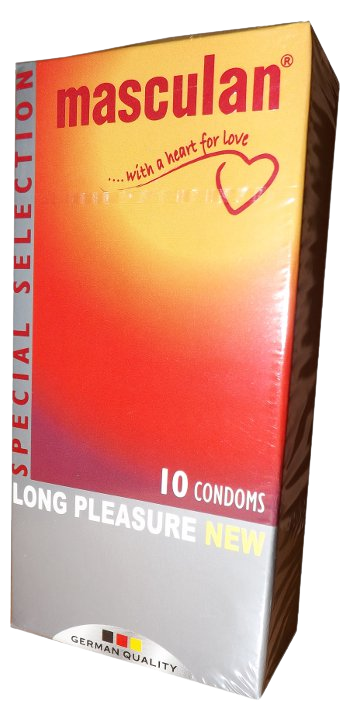 masculan®
....with a heart for love
SPECIAL SELECTION
10 CONDOMS
LONG PLEASURE NEW
GERMAN QUALITY